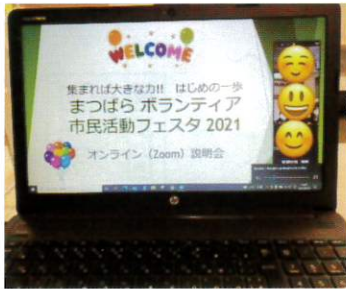 WELCOME
集まれば大きな力!! はじめの一歩
まつばら ボランティア
市民活動フェスタ 2021
オンライン（Zoom）説明会
hp